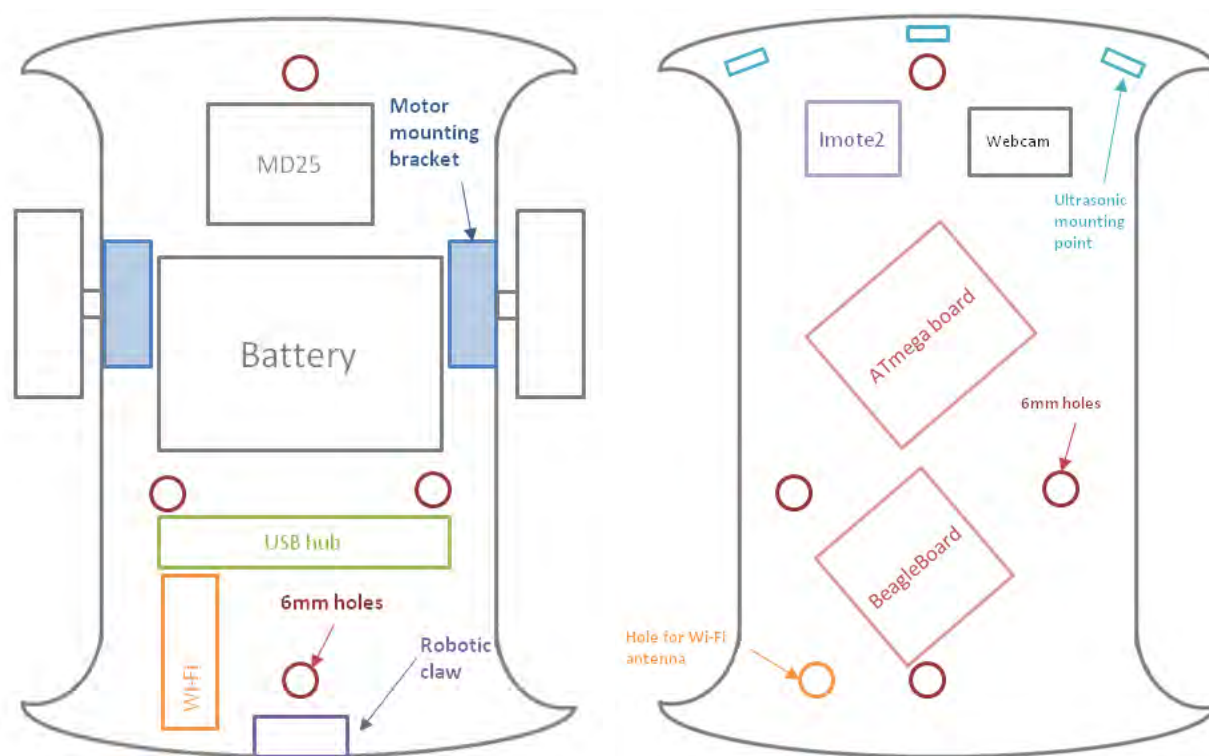 Motor
mounting
bracket
MD25
Battery
USB hub
6mm holes
Robotic
claw
Wi-Fi
Imote2
Webcam
Ultrasonic
mounting
point
ATmega board
6mm holes
BeagleBoard
Hole for Wi-Fi
antenna